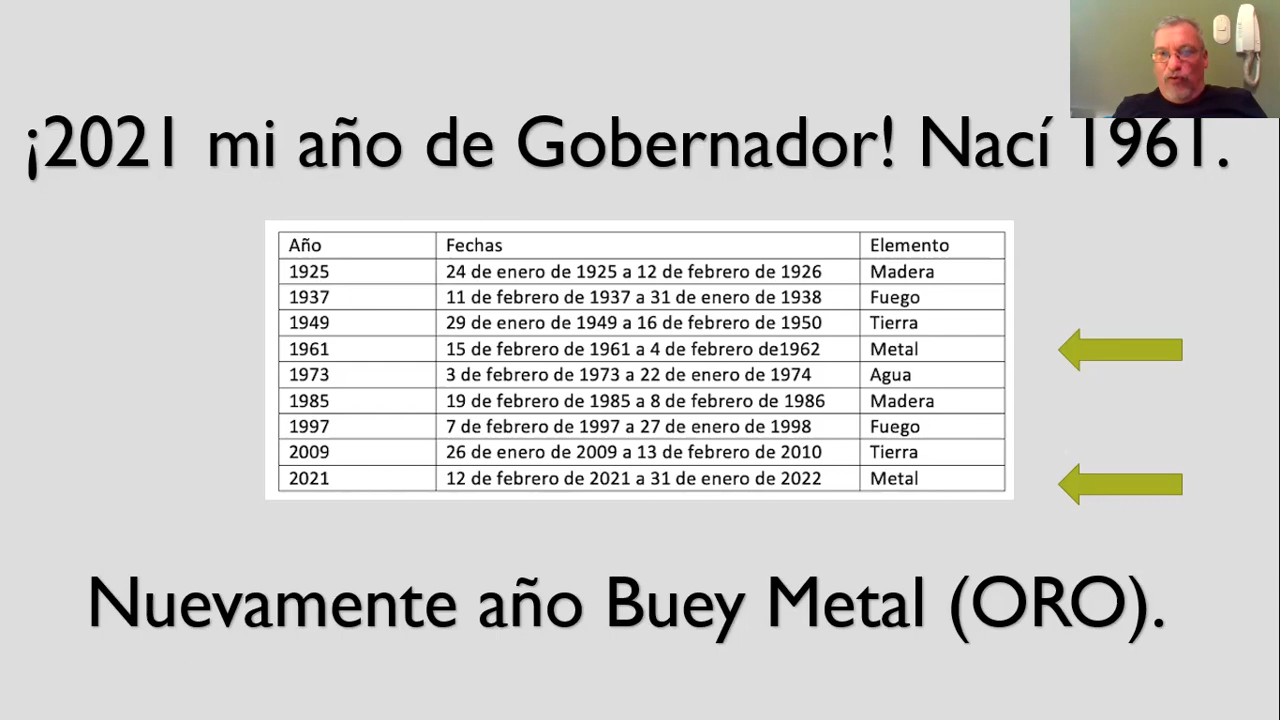 ¡2021 mi año de Gobernador! Nací 1961.
Año Fechas Elemento
1925 24 de enero de 1925 a 12 de febrero de 1926 Madera
1937 11 de febrero de 1937 a 31 de enero de 1938 Fuego
1949 29 de enero de 1949 a 16 de febrero de 1950 Tierra
1961 15 de febrero de 1961 a 4 de febrero de1962 Metal
1973 3 de febrero de 1973 a 22 de enero de 1974 Agua
1985 19 de febrero de 1985 a 8 de febrero de 1986 Madera
1997 7 de febrero de 1997 a 27 de enero de 1998 Fuego
2009 26 de enero de 2009 a 13 de febrero de 2010 Tierra
2021 12 de febrero de 2021 a 31 de enero de 2022 Metal
Nuevamente año Buey Metal (ORO).